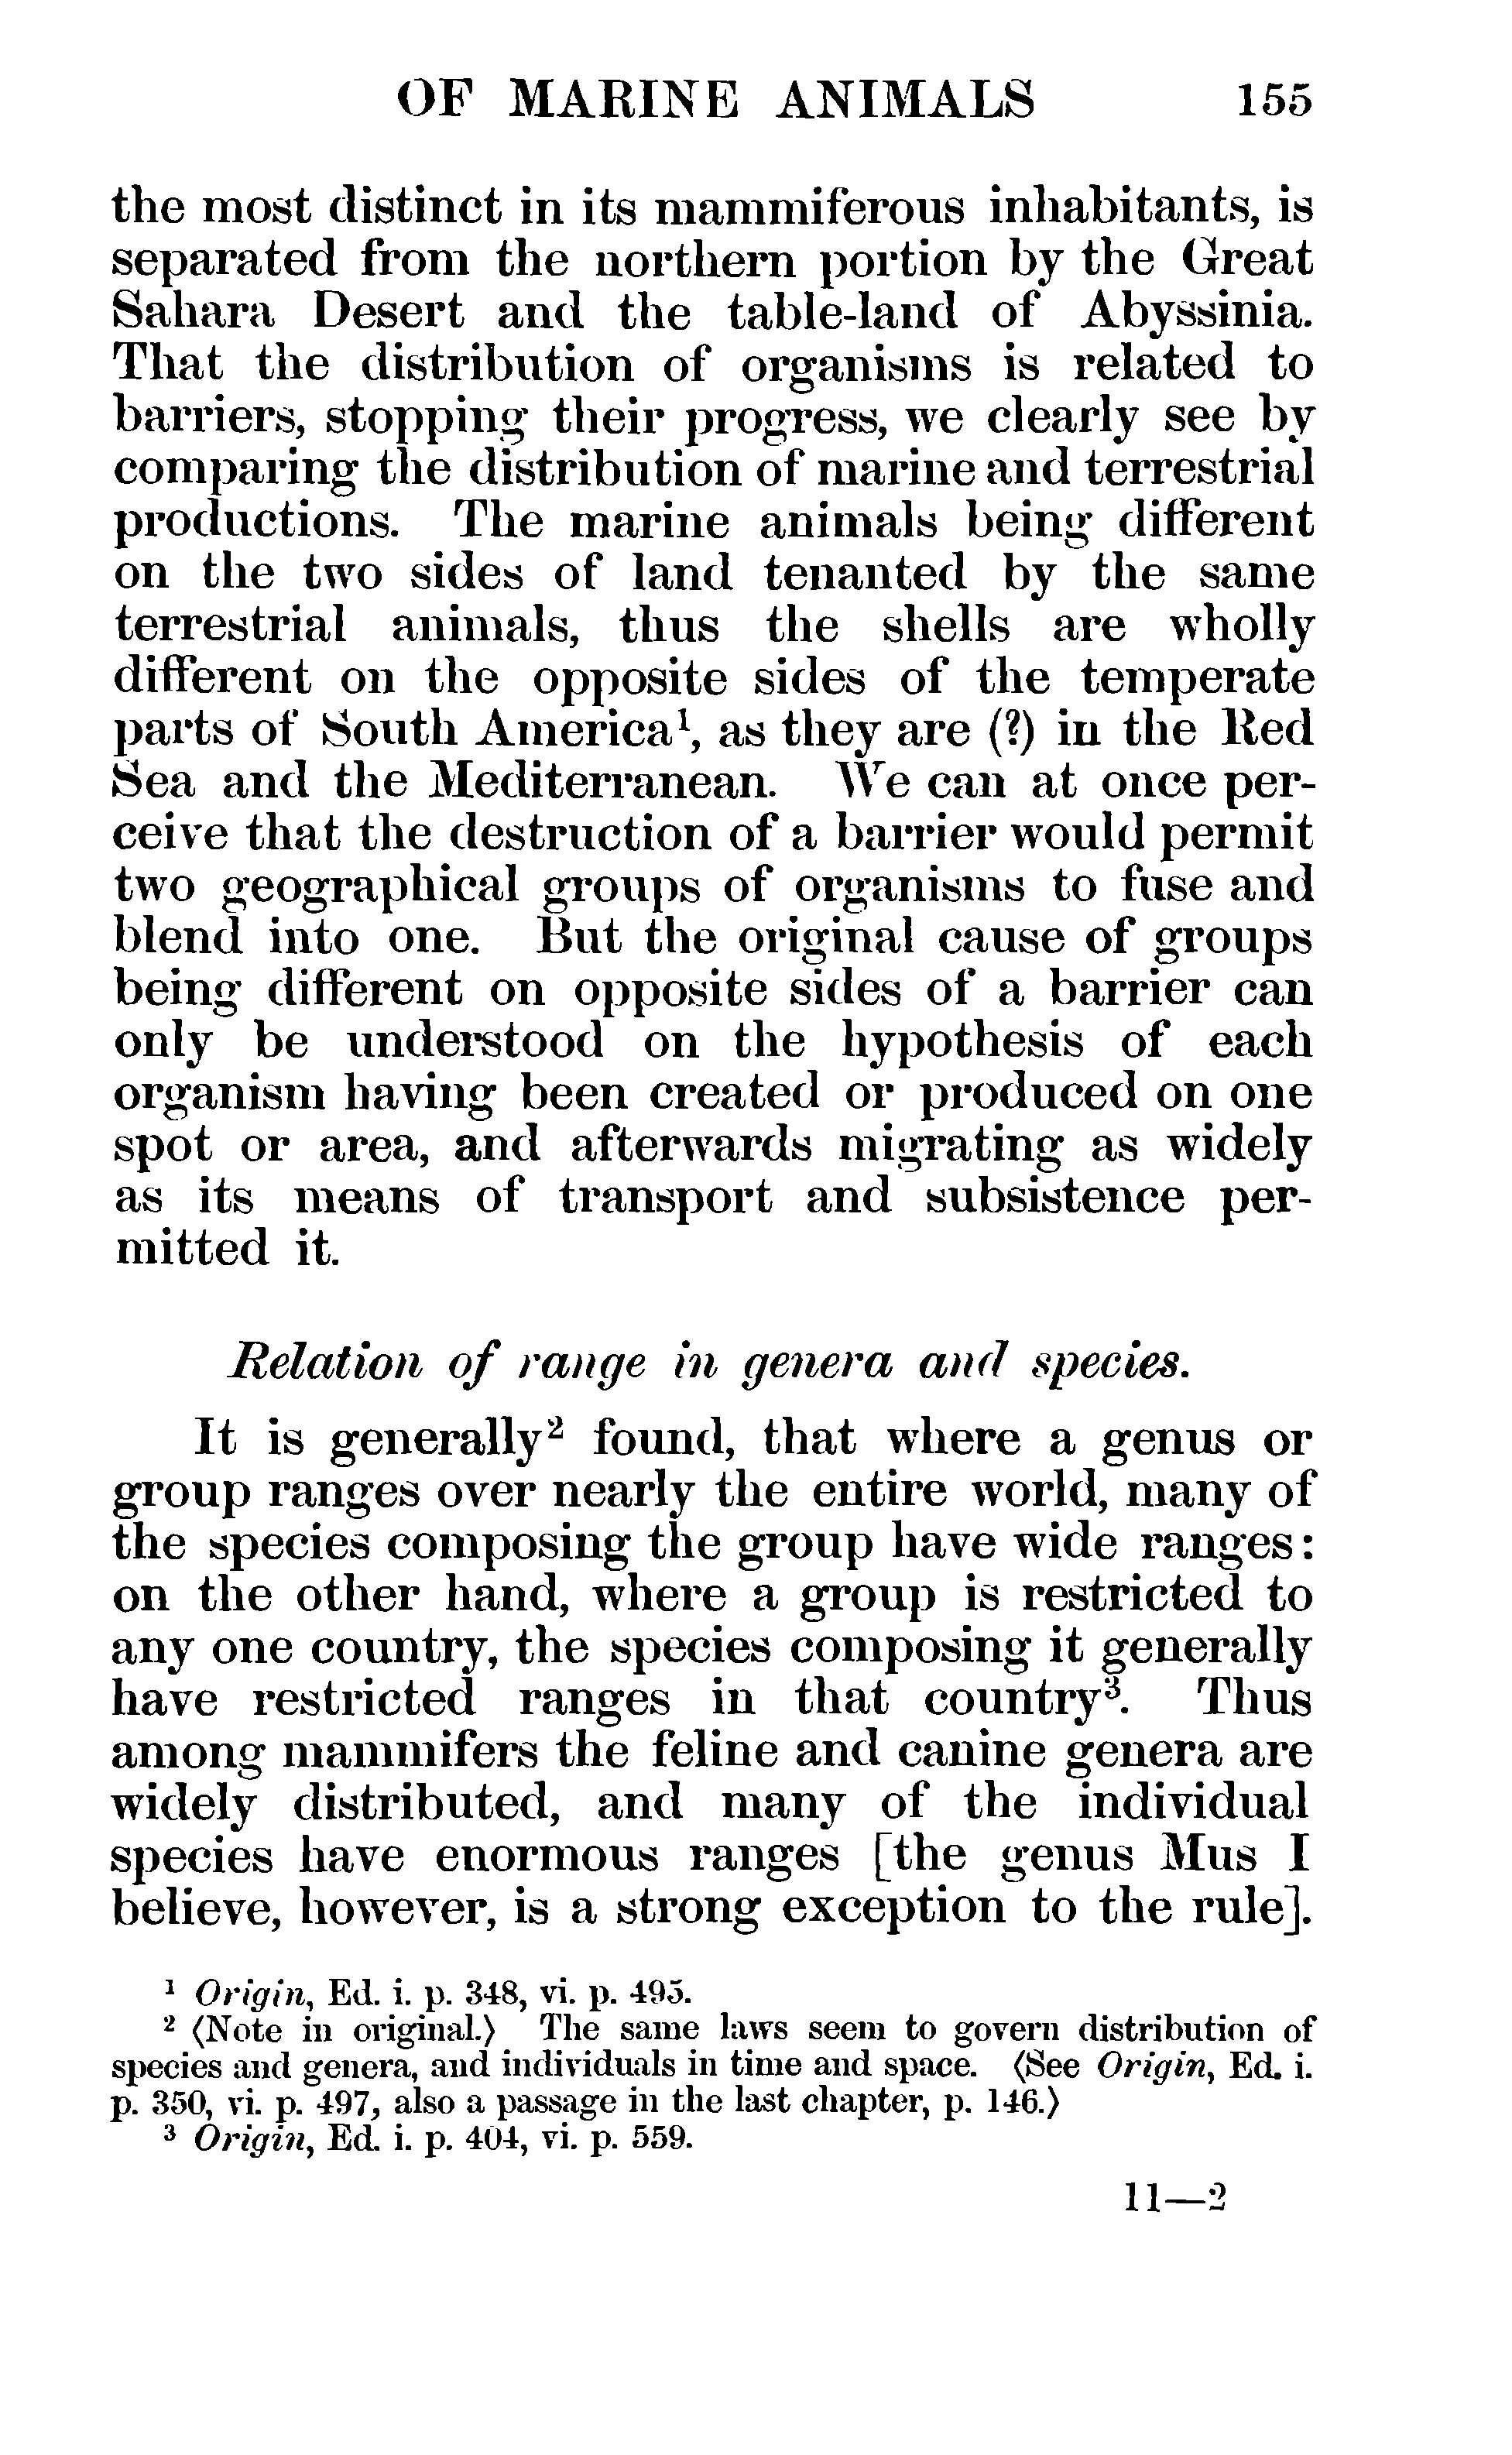 OF MARINE ANIMALS 155
the most distinct in its mammiferous inhabitants, is
separated from the northern portion by the Great
Sahara Desert and the table-land of Abyssinia.
That the distribution of organisms is related to
barriers, stopping their progress, we clearly see by
comparing the distribution of marine and terrestrial
productions. The marine animals being different
on the two sides of land tenanted by the same
terrestrial animals, thus the shells are wholly
different on the opposite sides of the temperate
parts of South America¹, as they are (?) in the Red
Sea and the Mediterranean. We can at once per-
ceive that the destruction of a barrier would permit
two geographical groups of organisms to fuse and
blend into one. But the original cause of groups
being different on opposite sides of a barrier can
only be understood on the hypothesis of each
organism having been created or produced on one
spot or area, and afterwards migrating as widely
as its means of transport and subsistence per-
mitted it.
Relation of range in genera and species.
It is generally² found, that where a genus or
group ranges over nearly the entire world, many of
the species composing the group have wide ranges:
on the other hand, where a group is restricted to
any one country, the species composing it generally
have restricted ranges in that country³. Thus
among mammifers the feline and canine genera are
widely distributed, and many of the individual
species have enormous ranges [the genus Mus I
believe, however, is a strong exception to the rule].
¹ Origin, Ed. i. p. 348, vi. p. 495.
² ⟨Note in original.⟩ The same laws seem to govern distribution of
species and genera, and individuals in time and space. ⟨See Origin, Ed. i.
p. 350, vi. p. 497, also a passage in the last chapter, p. 146.⟩
³ Origin, Ed. i. p. 404, vi. p. 559.
11—2